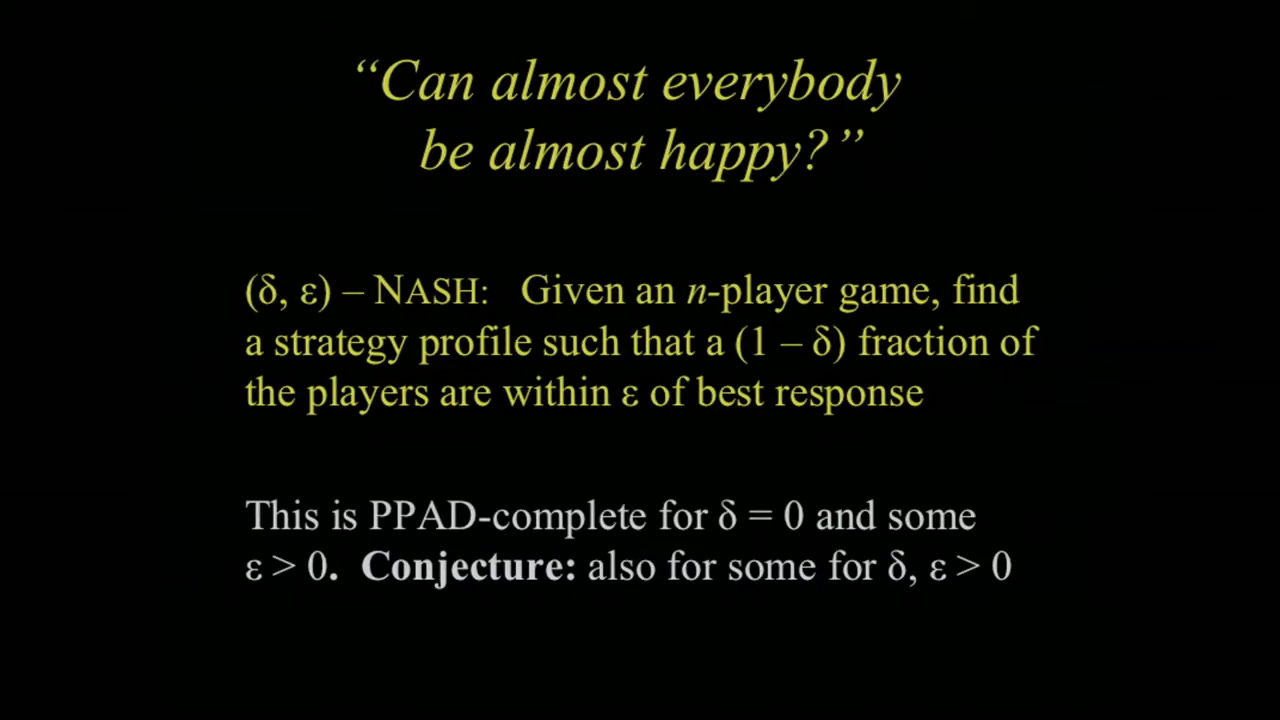 “Can almost everybody
be almost happy?”
(δ, ε) – NASH: Given an n-player game, find
a strategy profile such that a (1 – δ) fraction of
the players are within ε of best response
This is PPAD-complete for δ = 0 and some
ε > 0. Conjecture: also for some for δ, ε > 0